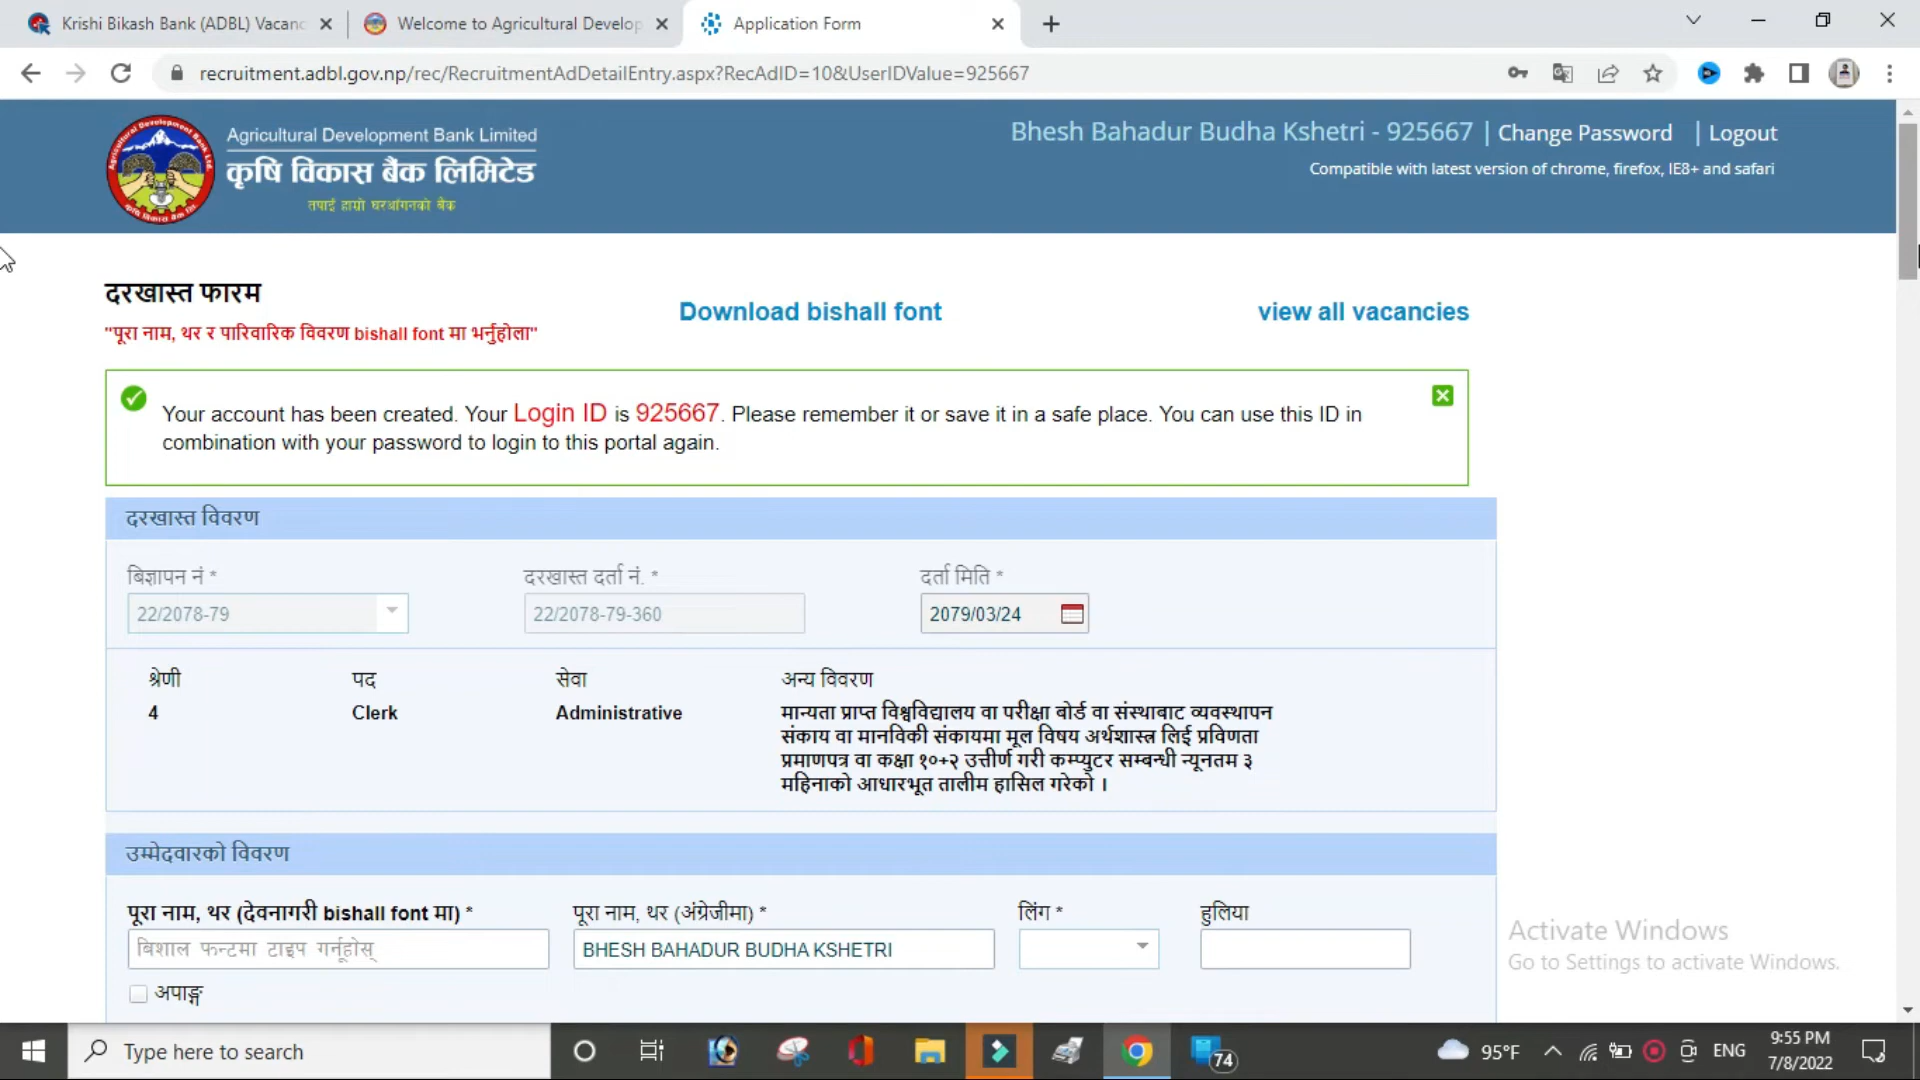 Krishi Bikash Bank (ADBL) Vacanc
Welcome to Agricultural Develop
Application Form
recruitment.adbl.gov.np/rec/RecruitmentAdDetailEntry.aspx?RecAdID=10&UserIDValue=925667
Agricultural Development Bank Limited
कृषि विकास बैंक लिमिटेड
तपाईं हाम्रो घरआँगनको बैंक
Bhesh Bahadur Budha Kshetri - 925667 | Change Password | Logout
Compatible with latest version of chrome, firefox, IE8+ and safari
दरखास्त फारम
Download bishall font
view all vacancies
"पूरा नाम, थर र पारिवारिक विवरण bishall font मा भर्नुहोला"
Your account has been created. Your Login ID is 925667. Please remember it or save it in a safe place. You can use this ID in
combination with your password to login to this portal again.
दरखास्त विवरण
बिज्ञापन नं * दरखास्त दर्ता नं. * दर्ता मिति *
22/2078-79 22/2078-79-360 2079/03/24
श्रेणी पद सेवा अन्य विवरण
4 Clerk Administrative मान्यता प्राप्त विश्वविद्यालय वा परीक्षा बोर्ड वा संस्थाबाट व्यवस्थापन
संकाय वा मानविकी संकायमा मूल विषय अर्थशास्त्र लिई प्रविणता
प्रमाणपत्र वा कक्षा १०+२ उत्तीर्ण गरी कम्प्युटर सम्बन्धी न्यूनतम ३
महिनाको आधारभूत तालीम हासिल गरेको ।
उम्मेदवारको विवरण
पूरा नाम, थर (देवनागरी bishall font मा) * पूरा नाम, थर (अंग्रेजीमा) * लिंग * हुलिया
बिशाल फन्टमा टाइप गर्नूहोस् BHESH BAHADUR BUDHA KSHETRI
अपाङ्ग
Activate Windows
Go to Settings to activate Windows.
Type here to search
74
95°F
ENG
9:55 PM
7/8/2022